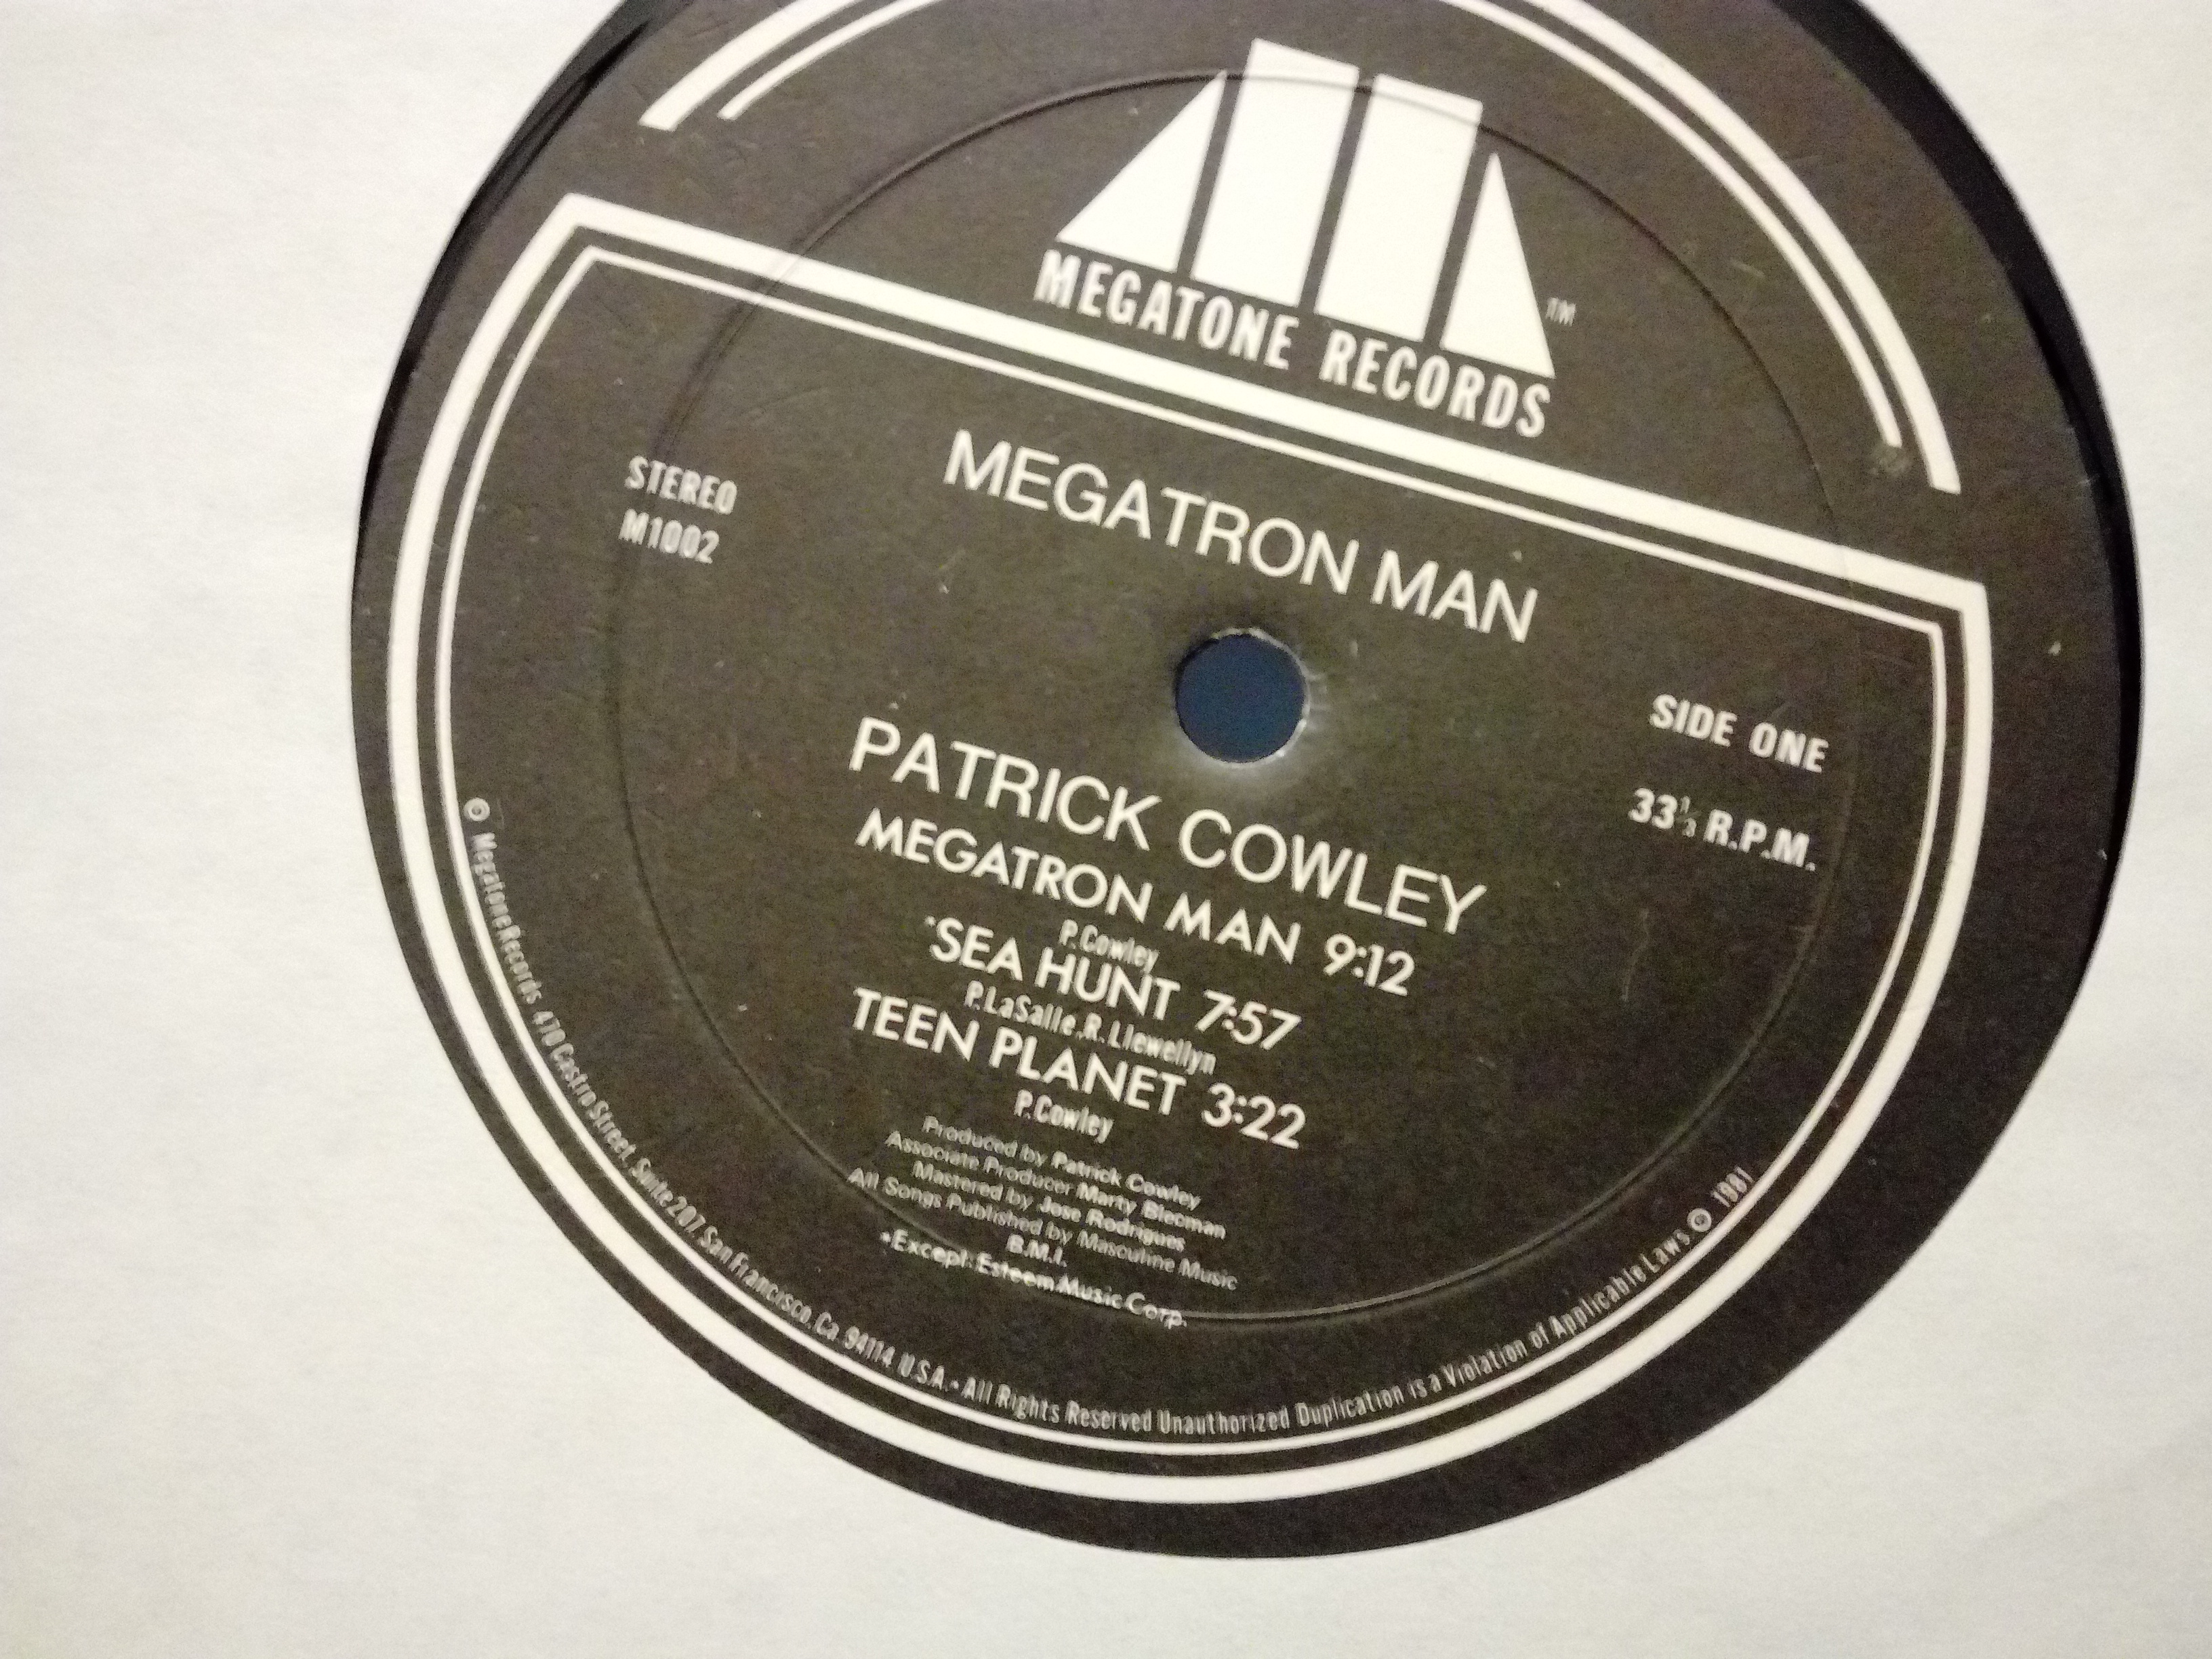 MEGATONE RECORDS™
MEGATRON MAN
STEREO
M1002
SIDE ONE
33⅓ R.P.M.
PATRICK COWLEY
MEGATRON MAN 9:12
P. Cowley
*SEA HUNT 7:57
P. LaSalle, R. Llewellyn
TEEN PLANET 3:22
P. Cowley
Produced by Patrick Cowley
Associate Producer Marty Blecman
Mastered by Jose Rodrigues
All Songs Published by Masculine Music
B.M.I.
*Except: Esteem Music Corp.
© Megatone Records, 470 Castro Street, Suite 207, San Francisco, Ca. 94114 U.S.A. • All Rights Reserved Unauthorized Duplication is a Violation of Applicable Laws ℗ 1981